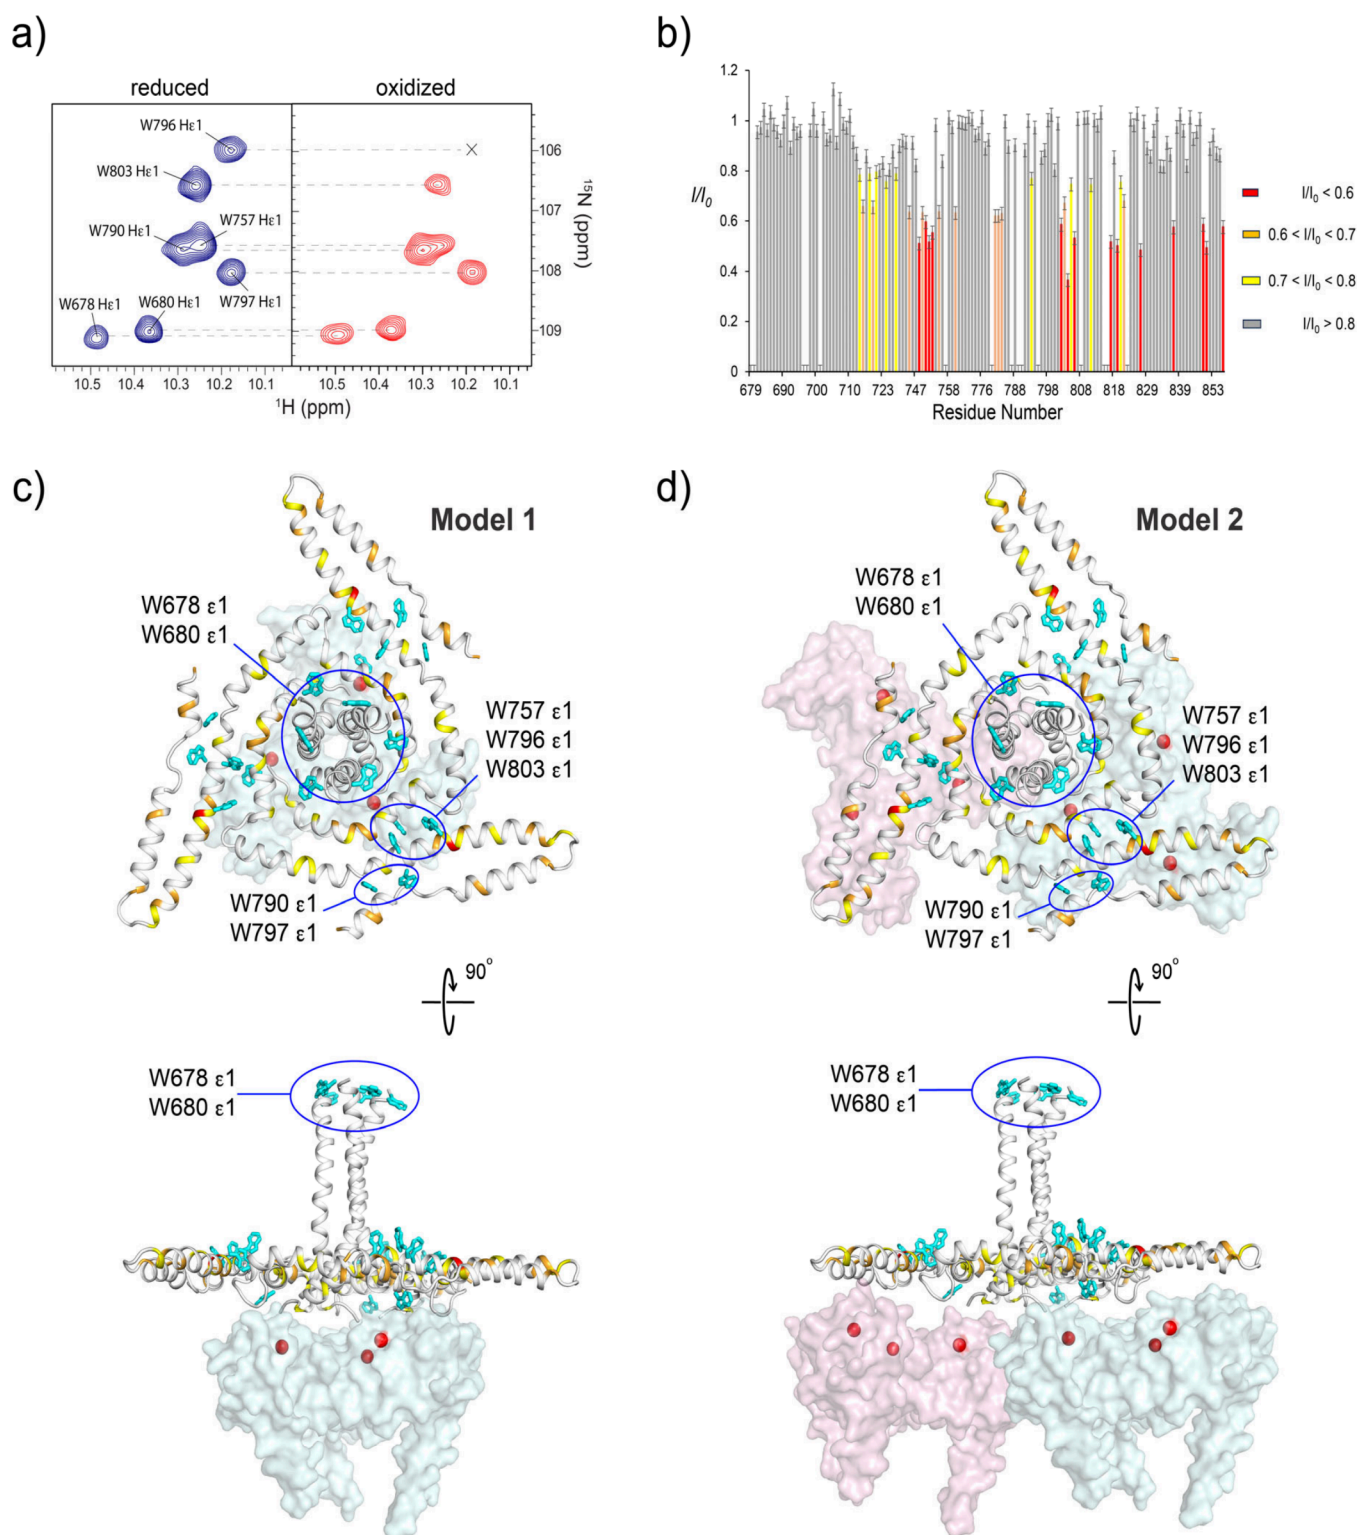 a)
reduced
oxidized
W796 Hε1
W803 Hε1
W790 Hε1
W757 Hε1
W797 Hε1
W678 Hε1
W680 Hε1
106
107
108
109
¹⁵N (ppm)
10.5 10.4 10.3 10.2 10.1
10.5 10.4 10.3 10.2 10.1
¹H (ppm)
b)
1.2
1
0.8
0.6
0.4
0.2
0
I/I₀
679 690 700 710 723 747 758 776 788 798 808 818 829 839 853
Residue Number
I/I₀ < 0.6
0.6 < I/I₀ < 0.7
0.7 < I/I₀ < 0.8
I/I₀ > 0.8
c)
Model 1
W678 ε1
W680 ε1
W757 ε1
W796 ε1
W803 ε1
W790 ε1
W797 ε1
90°
W678 ε1
W680 ε1
d)
Model 2
W678 ε1
W680 ε1
W757 ε1
W796 ε1
W803 ε1
W790 ε1
W797 ε1
90°
W678 ε1
W680 ε1